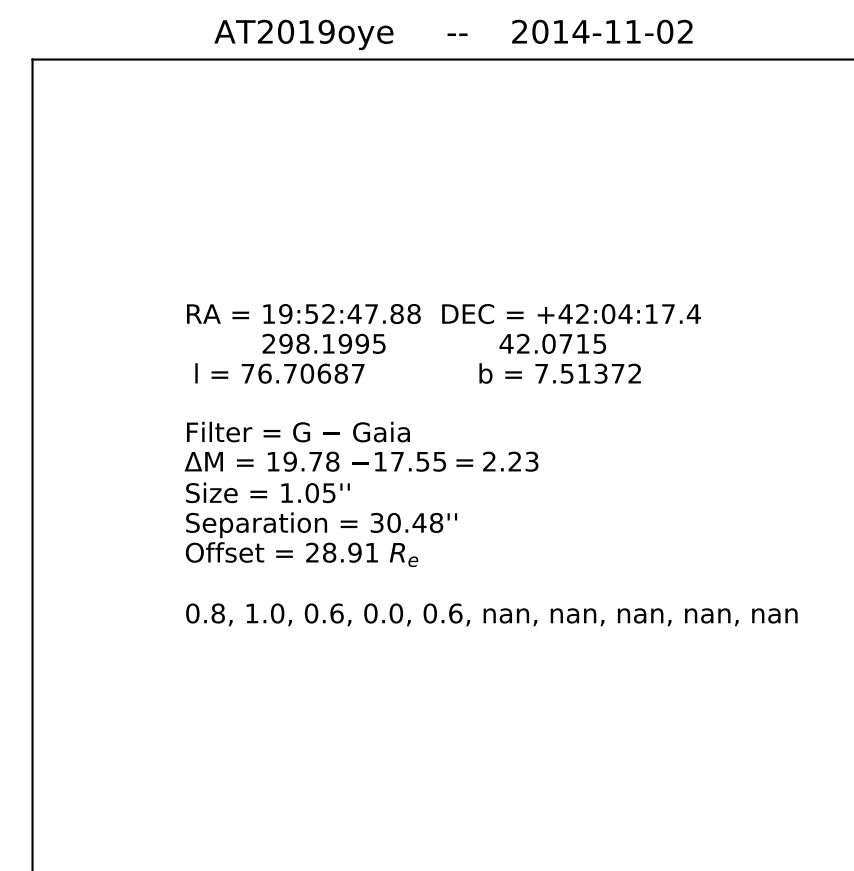 AT2019oye -- 2014-11-02
RA = 19:52:47.88 DEC = +42:04:17.4
298.1995 42.0715
l = 76.70687 b = 7.51372
Filter = G − Gaia
ΔM = 19.78 −17.55 = 2.23
Size = 1.05''
Separation = 30.48''
Offset = 28.91 Rₑ
0.8, 1.0, 0.6, 0.0, 0.6, nan, nan, nan, nan, nan